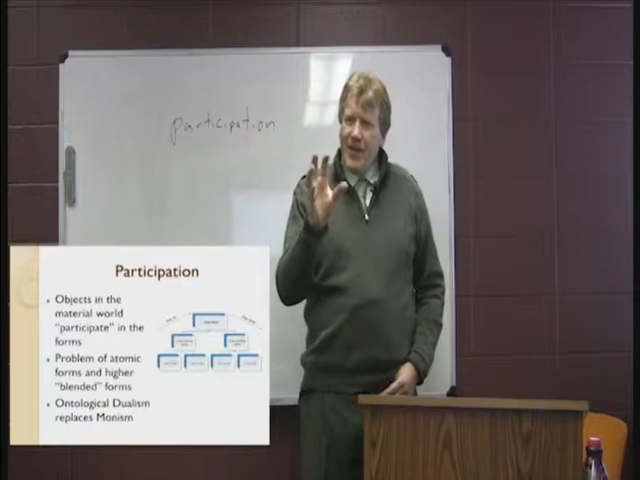 participation
Participation
• Objects in the
material world
"participate" in the
forms
• Problem of atomic
forms and higher
"blended" forms
• Ontological Dualism
replaces Monism